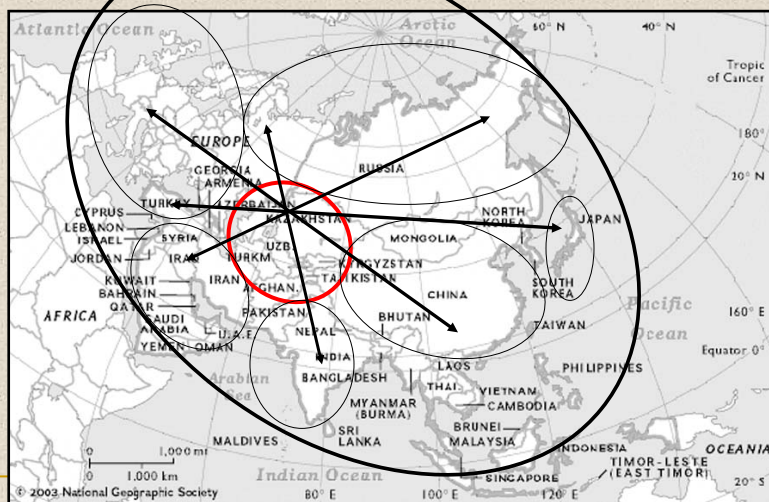 Atlantic Ocean
Arctic
Ocean
60° N
40° N
Tropic
of Cancer
180°
20° N
EUROPE
RUSSIA
GEORGIA
ARMENIA
TURKEY
AZERBAIJAN
KAZAKHSTAN
CYPRUS
LEBANON
ISRAEL
JORDAN
SYRIA
IRAQ
UZB.
TURKM.
KYRGYZSTAN
TAJIKISTAN
MONGOLIA
NORTH
KOREA
JAPAN
SOUTH
KOREA
KUWAIT
BAHRAIN
QATAR
IRAN
AFGHAN.
CHINA
Pacific
Ocean
AFRICA
SAUDI
ARABIA
U.A.E.
YEMEN
OMAN
PAKISTAN
NEPAL
BHUTAN
TAIWAN
160° E
Equator 0°
INDIA
BANGLADESH
Arabian
Sea
MYANMAR
(BURMA)
LAOS
THAI.
VIETNAM
CAMBODIA
PHILIPPINES
MALDIVES
SRI
LANKA
BRUNEI
MALAYSIA
INDONESIA
OCEANIA
TIMOR-LESTE
(EAST TIMOR)
SINGAPORE
0 1,000 mi
0 1,000 km
Indian Ocean
80° E
100° E
120° E
20° S
© 2003 National Geographic Society